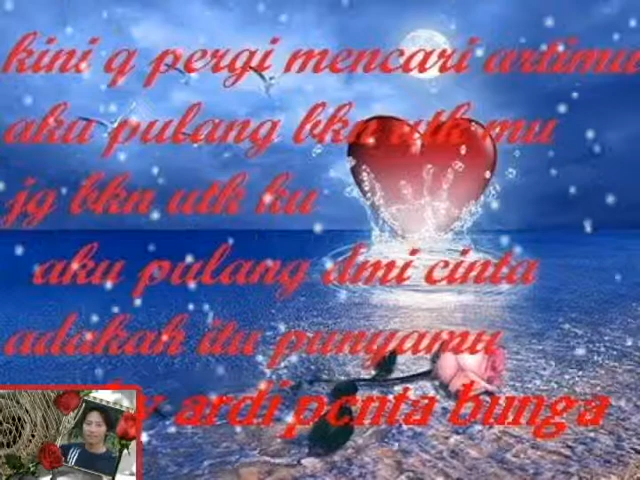 kini q pergi mencari artimu
aku pulang bkn utk mu
jg bkn utk ku
aku pulang dmi cinta
adakah itu punyamu
by ardi pcnta bunga